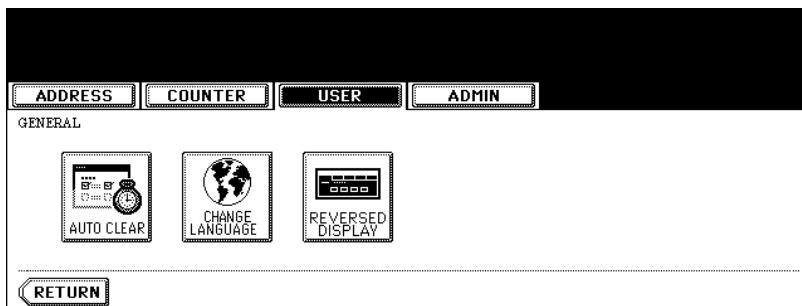 ADDRESS COUNTER USER ADMIN
GENERAL
AUTO CLEAR
CHANGE
LANGUAGE
REVERSED
DISPLAY
RETURN